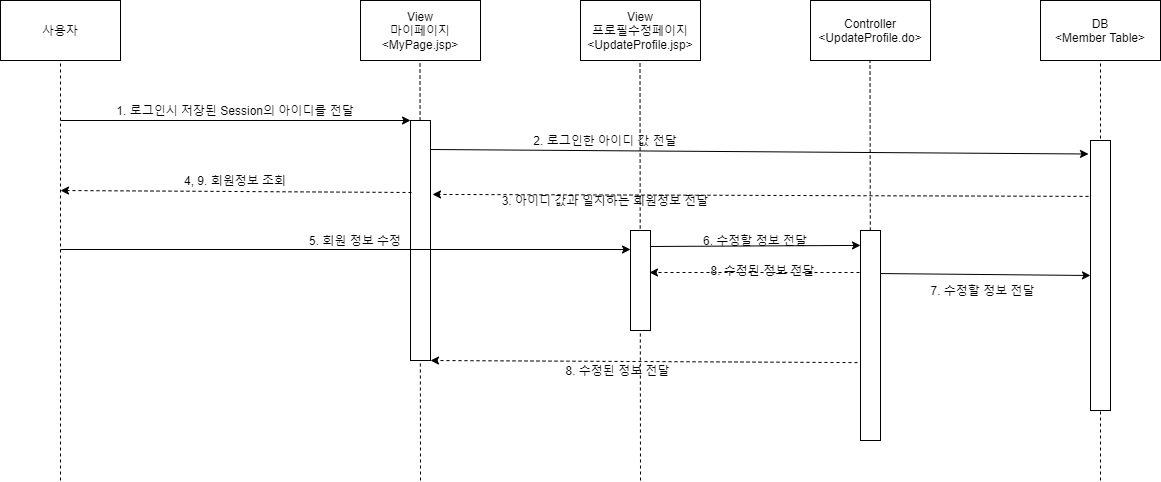 사용자
View
마이페이지
<MyPage.jsp>
View
프로필수정페이지
<UpdateProfile.jsp>
Controller
<UpdateProfile.do>
DB
<Member Table>
1. 로그인시 저장된 Session의 아이디를 전달
2. 로그인한 아이디 값 전달
4, 9. 회원정보 조회
3. 아이디 값과 일치하는 회원정보 전달
5. 회원 정보 수정
6. 수정할 정보 전달
8. 수정된 정보 전달
7. 수정할 정보 전달
8. 수정된 정보 전달